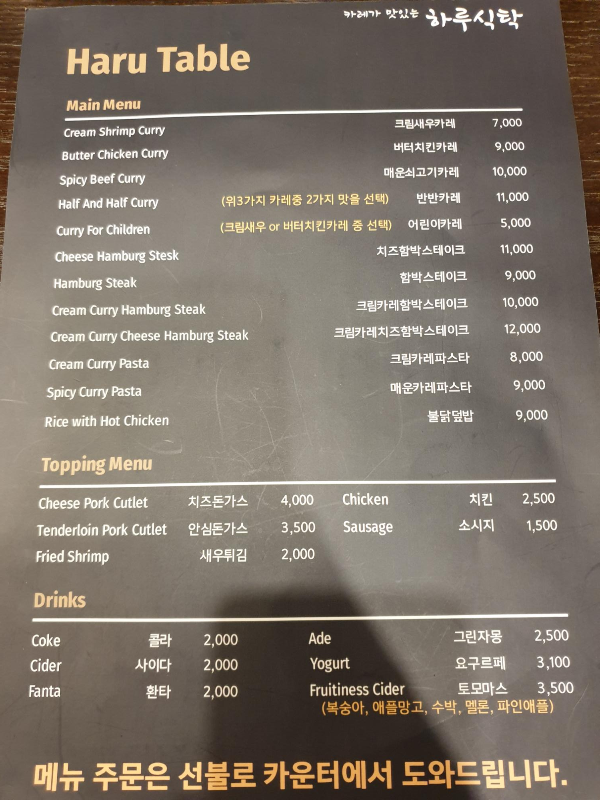 카레가 맛있는 하루식탁
Haru Table
Main Menu
Cream Shrimp Curry 크림새우카레 7,000
Butter Chicken Curry 버터치킨카레 9,000
Spicy Beef Curry 매운쇠고기카레 10,000
Half And Half Curry (위3가지 카레중 2가지 맛을 선택) 반반카레 11,000
Curry For Children (크림새우 or 버터치킨카레 중 선택) 어린이카레 5,000
Cheese Hamburg Stesk 치즈함박스테이크 11,000
Hamburg Steak 함박스테이크 9,000
Cream Curry Hamburg Steak 크림카레함박스테이크 10,000
Cream Curry Cheese Hamburg Steak 크림카레치즈함박스테이크 12,000
Cream Curry Pasta 크림카레파스타 8,000
Spicy Curry Pasta 매운카레파스타 9,000
Rice with Hot Chicken 불닭덮밥 9,000
Topping Menu
Cheese Pork Cutlet 치즈돈가스 4,000 Chicken 치킨 2,500
Tenderloin Pork Cutlet 안심돈가스 3,500 Sausage 소시지 1,500
Fried Shrimp 새우튀김 2,000
Drinks
Coke 콜라 2,000 Ade 그린자몽 2,500
Cider 사이다 2,000 Yogurt 요구르페 3,100
Fanta 환타 2,000 Fruitiness Cider 토모마스 3,500
(복숭아, 애플망고, 수박, 멜론, 파인애플)
메뉴 주문은 선불로 카운터에서 도와드립니다.